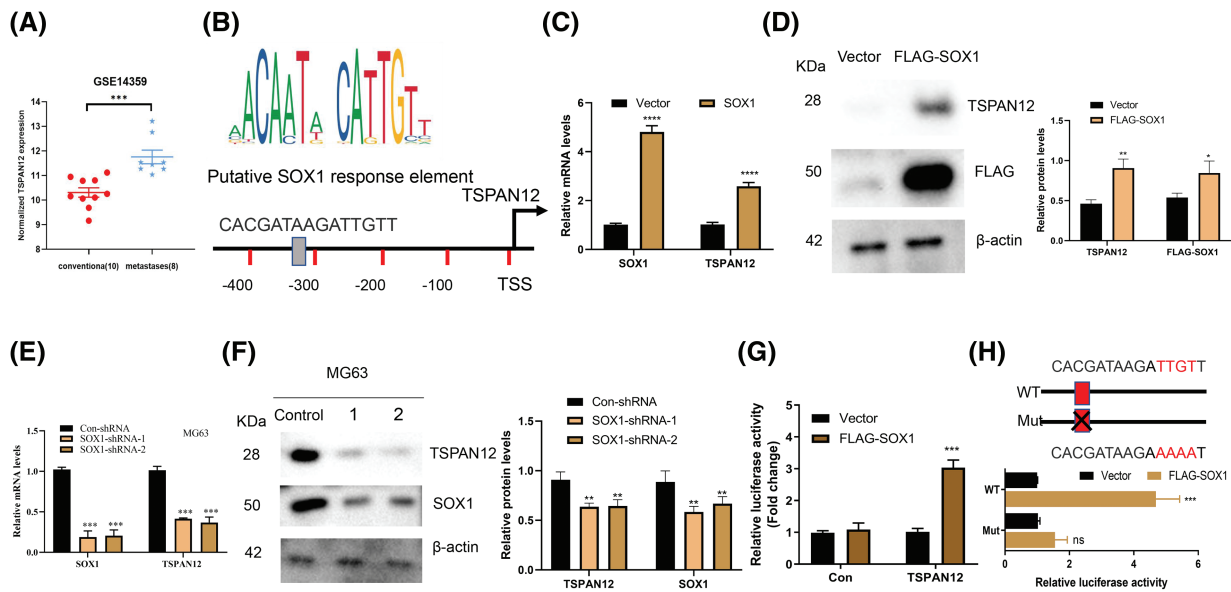 (A)
GSE14359
***
Normalized TSPAN12 expression
14
13
12
11
10
9
8
conventiona(10)
metastases(8)
(B)
ACAAT
CATTGTT
Putative SOX1 response element
TSPAN12
CACGATAAGATTGTT
-400
-300
-200
-100
TSS
(C)
Vector
SOX1
Relative mRNA levels
6
4
2
0
****
****
SOX1
TSPAN12
(D)
KDa
Vector
FLAG-SOX1
28
TSPAN12
50
FLAG
42
β-actin
Vector
FLAG-SOX1
Relative protein levels
1.5
1.0
0.5
0.0
**
*
TSPAN12
FLAG-SOX1
(E)
Con-shRNA
SOX1-shRNA-1
SOX1-shRNA-2
MG63
Relative mRNA levels
1.5
1.0
0.5
0.0
***
***
***
***
SOX1
TSPAN12
(F)
MG63
KDa
Control
1
2
28
TSPAN12
50
SOX1
42
β-actin
Con-shRNA
SOX1-shRNA-1
SOX1-shRNA-2
Relative protein levels
1.5
1.0
0.5
0.0
**
**
**
**
TSPAN12
SOX1
(G)
Vector
FLAG-SOX1
Relative luciferase activity
(Fold change)
5
4
3
2
1
0
***
Con
TSPAN12
(H)
CACGATAAGATTGTT
WT
Mut
CACGATAAGAAAAAT
Vector
FLAG-SOX1
WT
***
Mut
ns
0
2
4
6
Relative luciferase activity